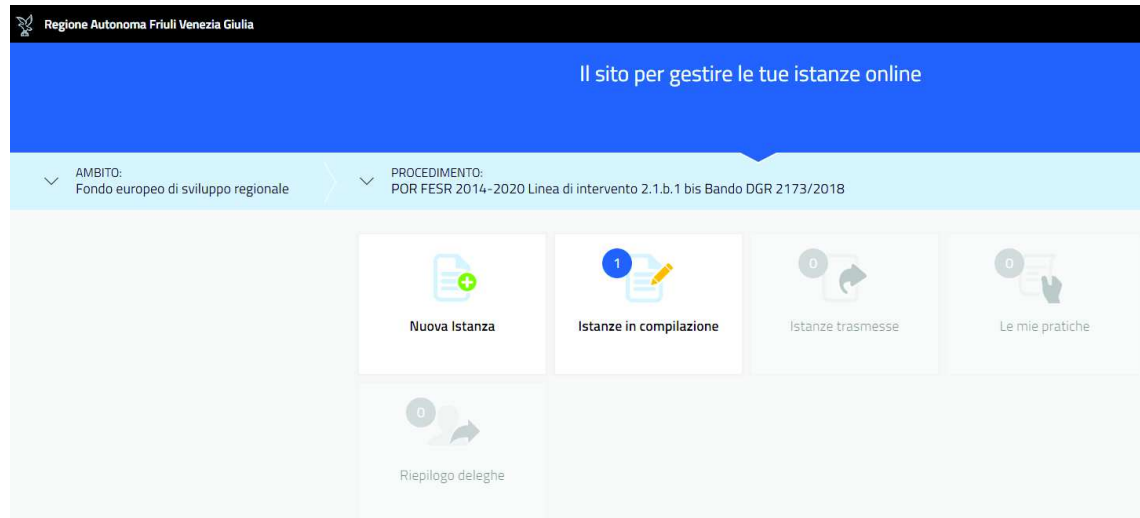 Regione Autonoma Friuli Venezia Giulia
Il sito per gestire le tue istanze online
AMBITO:
Fondo europeo di sviluppo regionale
PROCEDIMENTO:
POR FESR 2014-2020 Linea di intervento 2.1.b.1 bis Bando DGR 2173/2018
Nuova Istanza
1
Istanze in compilazione
0
Istanze trasmesse
0
Le mie pratiche
0
Riepilogo deleghe